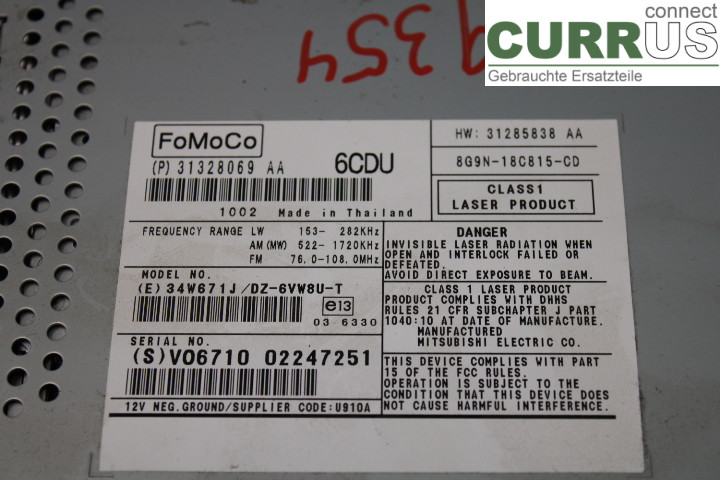 connect
CURRUS
Gebrauchte Ersatzteile
9354
FoMoCo
(P) 31328069 AA
6CDU
1002 Made in Thailand
HW: 31285838 AA
8G9N-18C815-CD
CLASS1
LASER PRODUCT
FREQUENCY RANGE LW 153- 282KHz
AM(MW) 522-1720KHz
FM 76.0-108.0MHz
MODEL NO.
(E) 34W671J/DZ-6VW8U-T
e13
03 6330
SERIAL NO.
(S)V06710 02247251
12V NEG.GROUND/SUPPLIER CODE:U910A
DANGER
INVISIBLE LASER RADIATION WHEN
OPEN AND INTERLOCK FAILED OR
DEFEATED.
AVOID DIRECT EXPOSURE TO BEAM.
CLASS 1 LASER PRODUCT
PRODUCT COMPLIES WITH DHHS
RULES 21 CFR SUBCHAPTER J PART
1040:10 AT DATE OF MANUFACTURE.
MANUFACTURED
MITSUBISHI ELECTRIC CO.
THIS DEVICE COMPLIES WITH PART
15 OF THE FCC RULES.
OPERATION IS SUBJECT TO THE
CONDITION THAT THIS DEVICE DOES
NOT CAUSE HARMFUL INTERFERENCE.